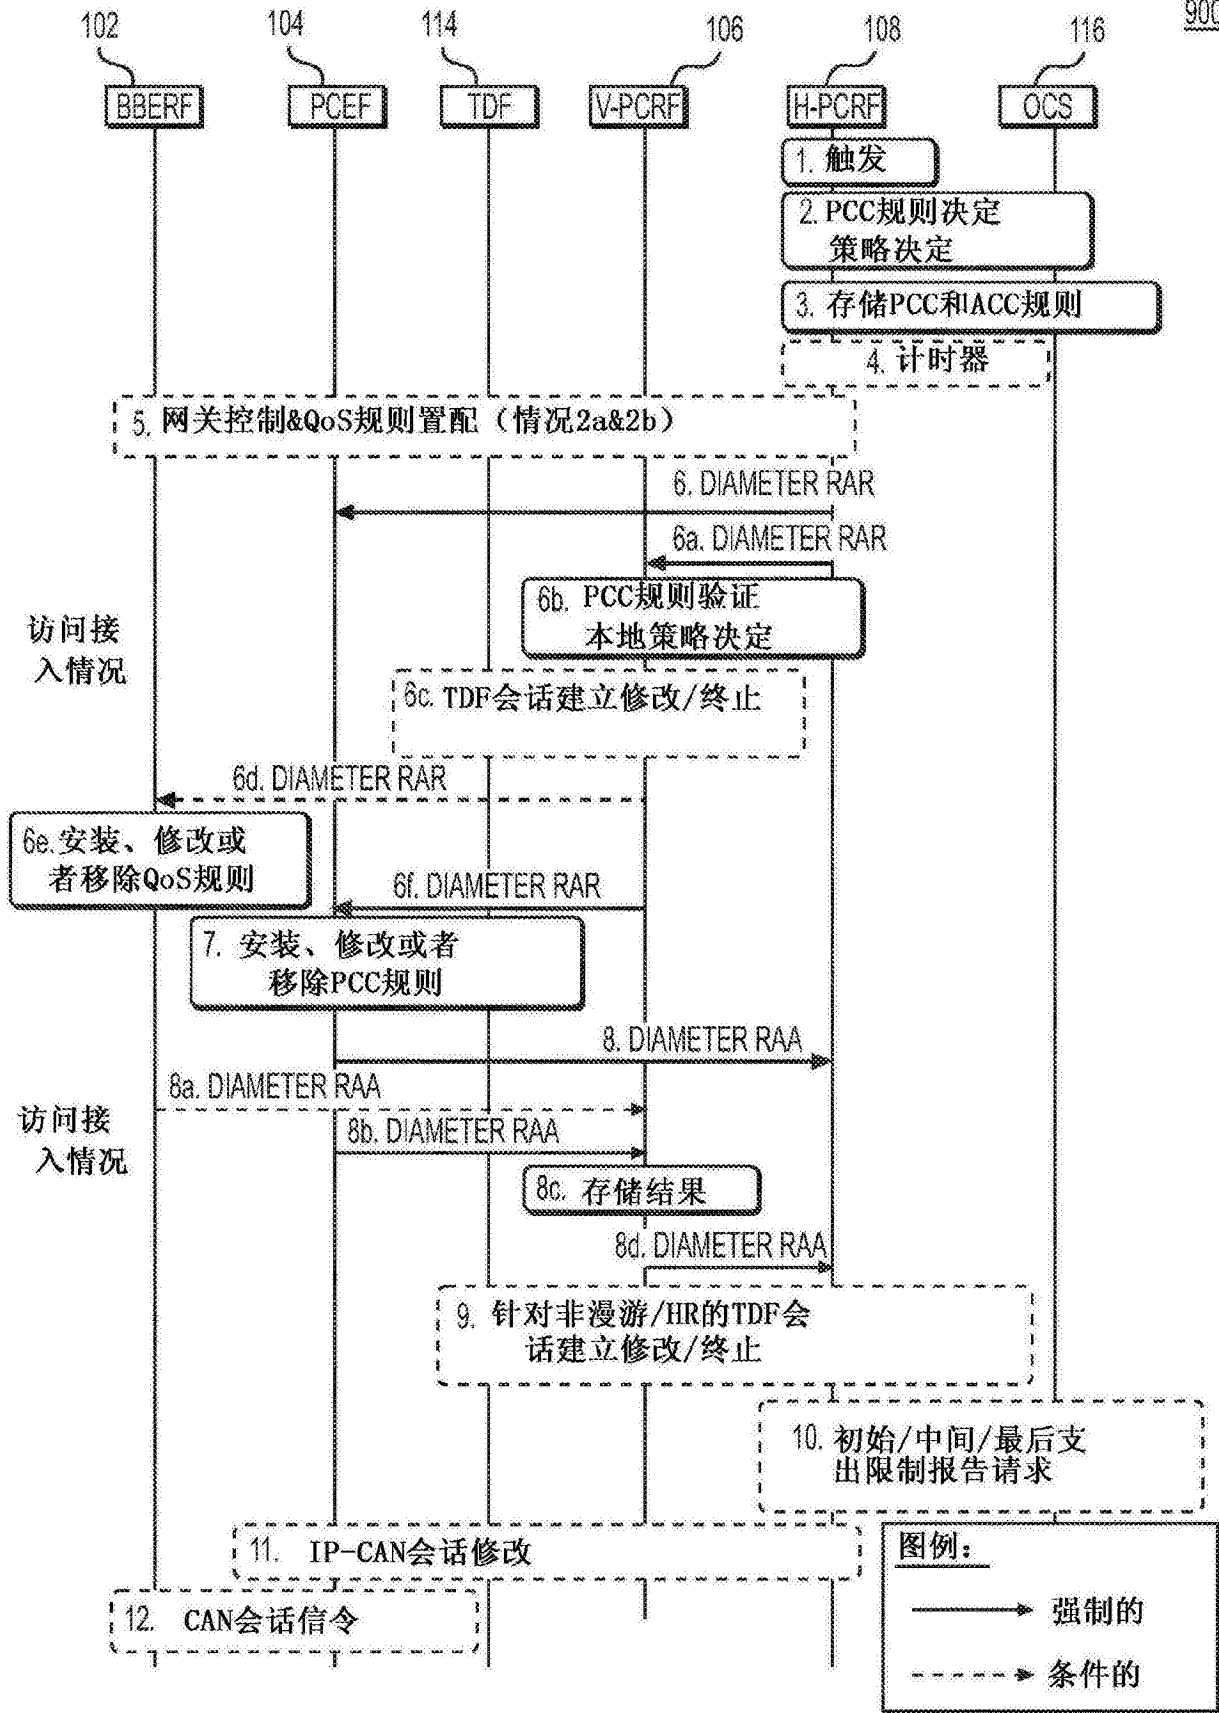 900
102
104
114
106
108
116
BBERF
PCEF
TDF
V-PCRF
H-PCRF
OCS
1. 触发
2. PCC规则决定
策略决定
3. 存储PCC和ACC规则
4. 计时器
5. 网关控制&QoS规则置配（情况2a&2b）
6. DIAMETER RAR
6a. DIAMETER RAR
6b. PCC规则验证
本地策略决定
访问接
入情况
6c. TDF会话建立修改/终止
6d. DIAMETER RAR
6e. 安装、修改或
者移除QoS规则
6f. DIAMETER RAR
7. 安装、修改或者
移除PCC规则
8. DIAMETER RAA
8a. DIAMETER RAA
访问接
入情况
8b. DIAMETER RAA
8c. 存储结果
8d. DIAMETER RAA
9. 针对非漫游/HR的TDF会
话建立修改/终止
10. 初始/中间/最后支
出限制报告请求
11. IP-CAN会话修改
12. CAN会话信令
图例：
强制的
条件的